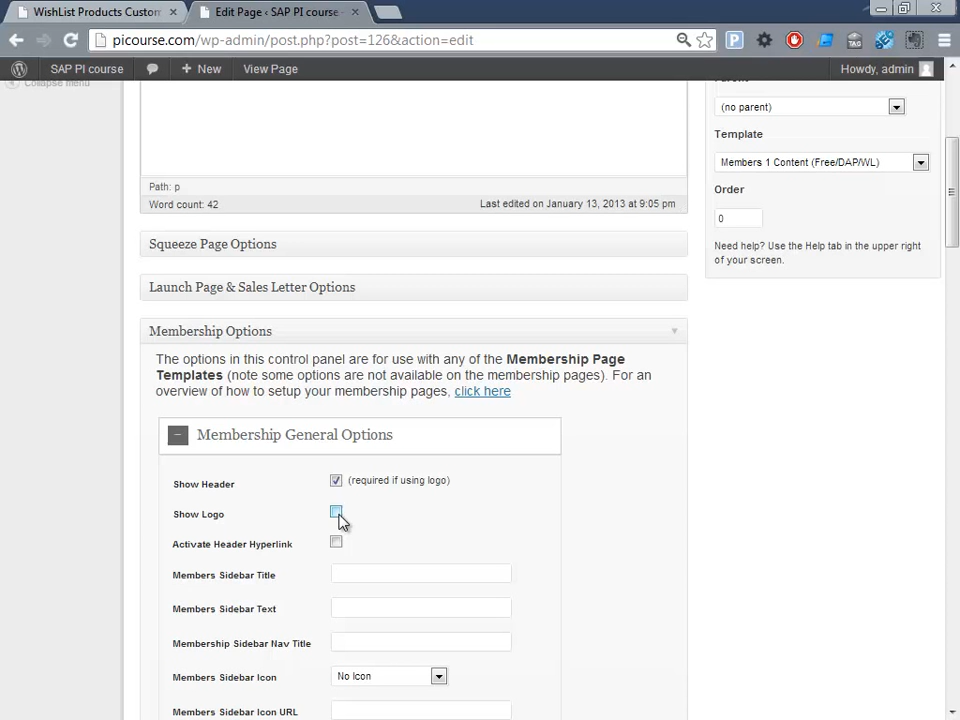 WishList Products Custom
Edit Page ‹ SAP PI course -
picourse.com/wp-admin/post.php?post=126&action=edit
SAP PI course
New
View Page
Howdy, admin
Collapse menu
Parent
(no parent)
Template
Members 1 Content (Free/DAP/WL)
Order
0
Need help? Use the Help tab in the upper right
of your screen.
Path: p
Word count: 42
Last edited on January 13, 2013 at 9:05 pm
Squeeze Page Options
Launch Page & Sales Letter Options
Membership Options
The options in this control panel are for use with any of the Membership Page
Templates (note some options are not available on the membership pages). For an
overview of how to setup your membership pages, click here
Membership General Options
Show Header
(required if using logo)
Show Logo
Activate Header Hyperlink
Members Sidebar Title
Members Sidebar Text
Membership Sidebar Nav Title
Members Sidebar Icon
No Icon
Members Sidebar Icon URL